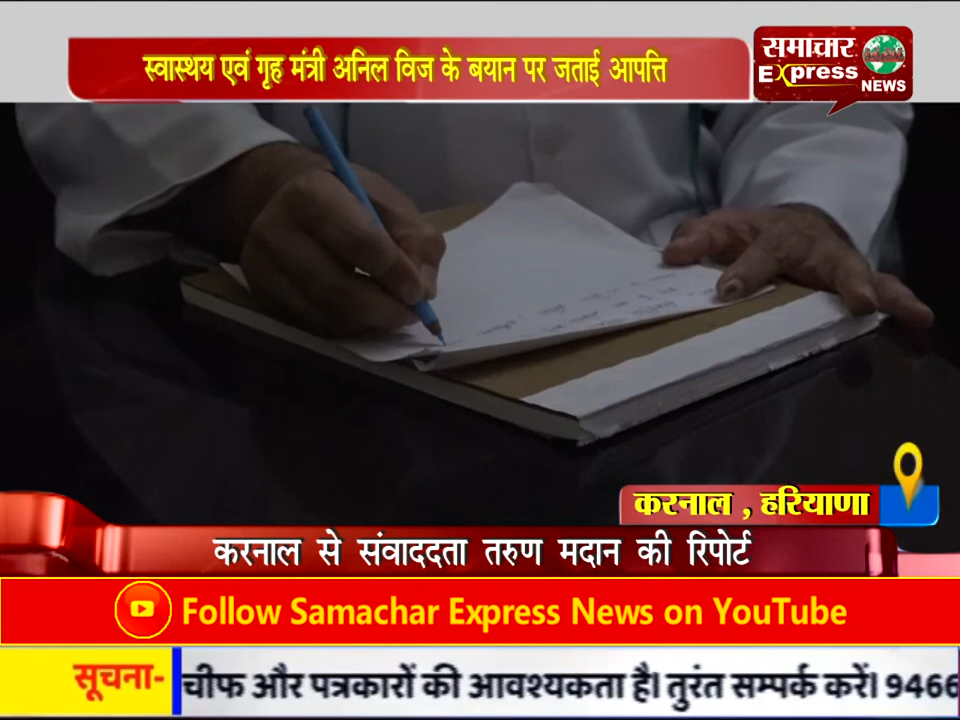 स्वास्थय एवं गृह मंत्री अनिल विज के बयान पर जताई आपत्ति
समाचार
Express
NEWS
करनाल , हरियाणा
करनाल से संवाददता तरुण मदान की रिपोर्ट
Follow Samachar Express News on YouTube
सूचना- चीफ और पत्रकारों की आवश्यकता है। तुरंत सम्पर्क करें। 9466